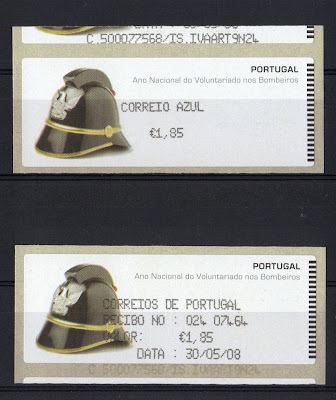 C.500077568/IS.IVAART9N24
PORTUGAL
Ano Nacional do Voluntariado nos Bombeiros
CORREIO AZUL
€1,85
PORTUGAL
Ano Nacional do Voluntariado nos Bombeiros
CORREIOS DE PORTUGAL
RECIBO NO : 024 07464
VALOR: €1,85
DATA : 30/05/08
C.500077568/IS.IVAART9N24